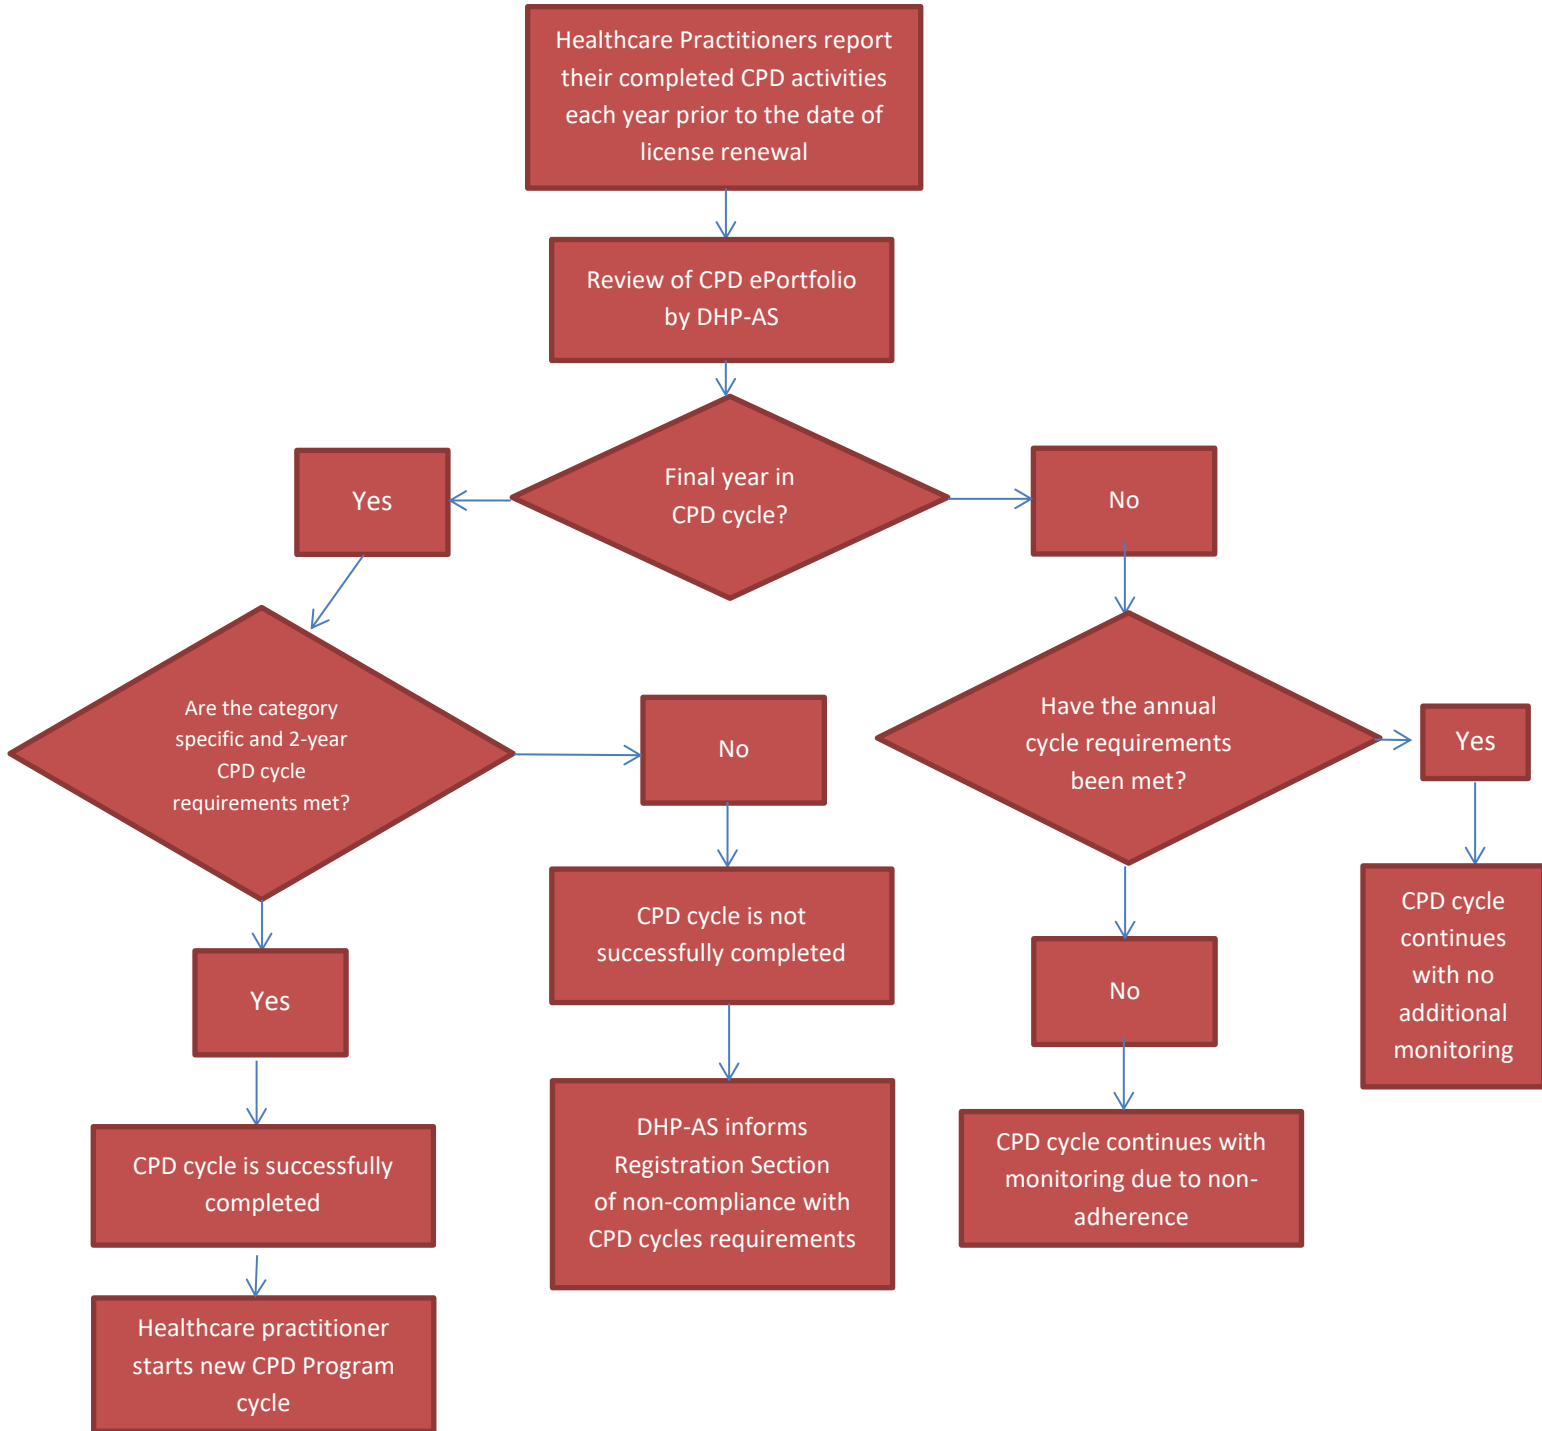 Healthcare Practitioners report
their completed CPD activities
each year prior to the date of
license renewal
Review of CPD ePortfolio
by DHP-AS
Final year in
CPD cycle?
Yes
No
Are the category
specific and 2-year
CPD cycle
requirements met?
No
Have the annual
cycle requirements
been met?
Yes
CPD cycle is not
successfully completed
CPD cycle
continues
with no
additional
monitoring
Yes
No
DHP-AS informs
Registration Section
of non-compliance with
CPD cycles requirements
CPD cycle continues with
monitoring due to non-
adherence
CPD cycle is successfully
completed
Healthcare practitioner
starts new CPD Program
cycle